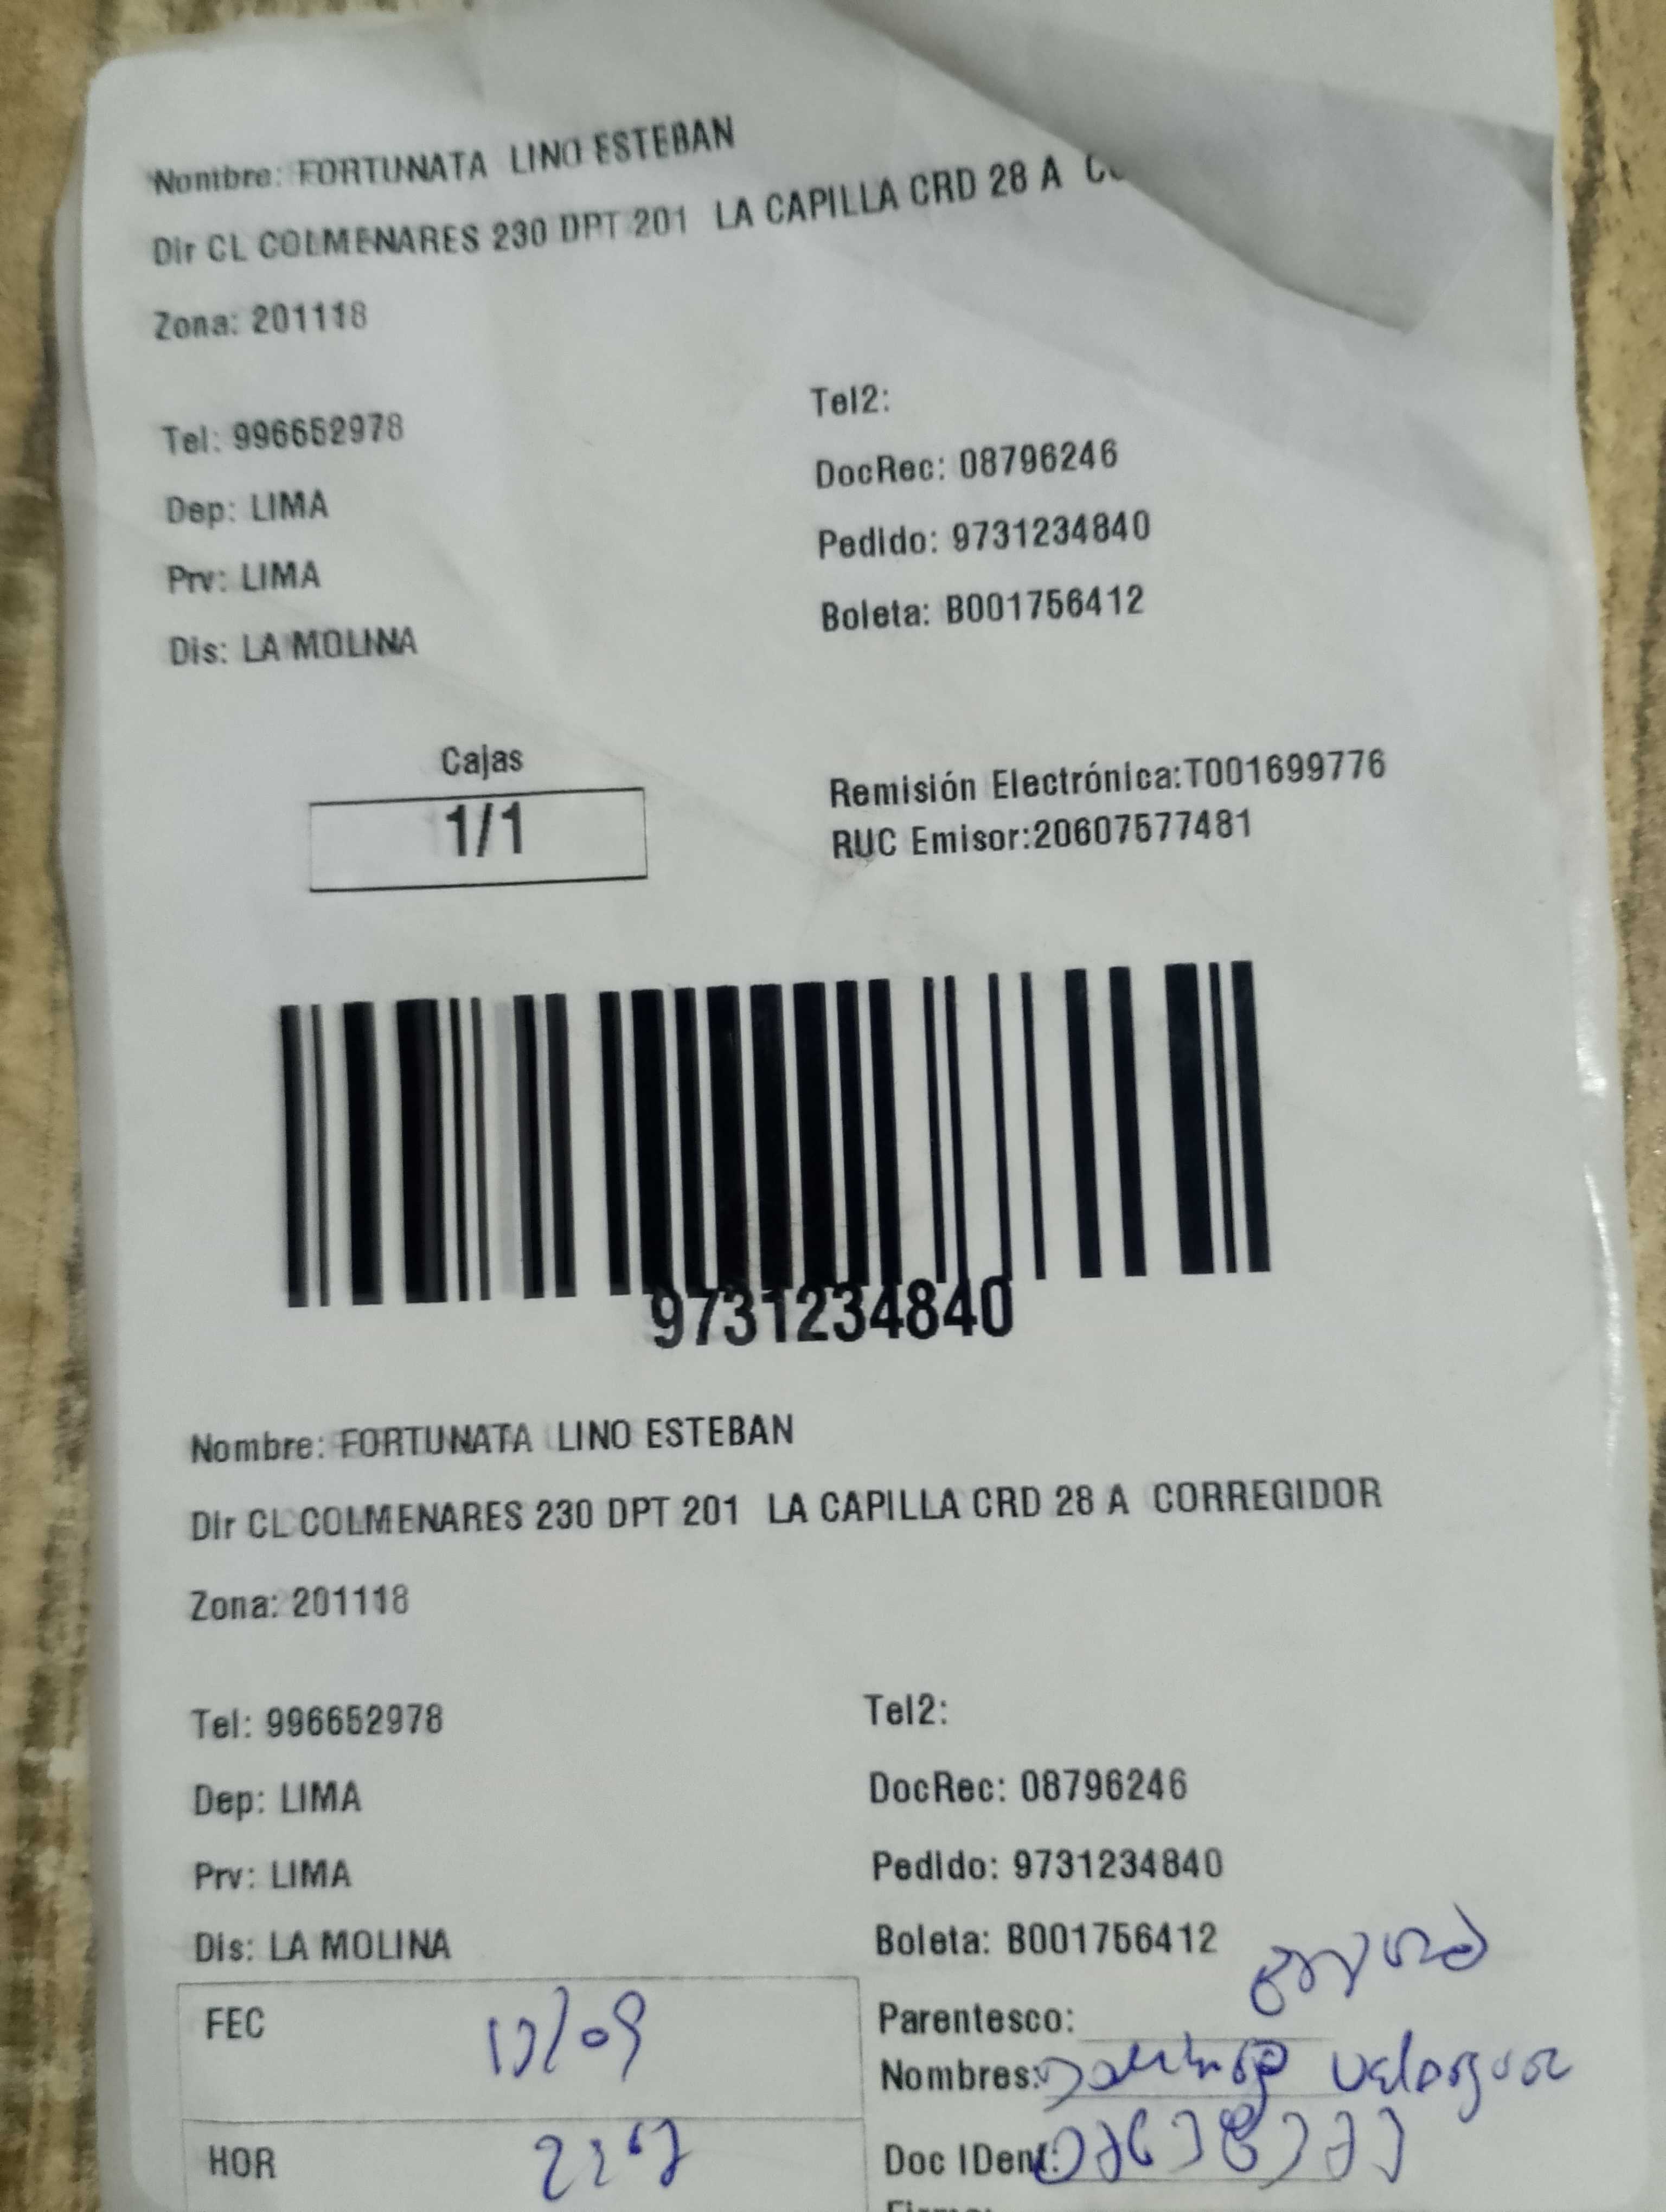 Nombre: FORTUNATA LINO ESTEBAN
Dir CL COLMENARES 230 DPT 201 LA CAPILLA CRD 28 A
Zona: 201118
Tel: 996652978
Tel2:
Dep: LIMA
DocRec: 08796246
Prv: LIMA
Pedido: 9731234840
Dis: LA MOLINA
Boleta: B001756412
Cajas
1/1
Remisión Electrónica:T001699776
RUC Emisor:20607577481
9731234840
Nombre: FORTUNATA LINO ESTEBAN
Dir CL COLMENARES 230 DPT 201 LA CAPILLA CRD 28 A CORREGIDOR
Zona: 201118
Tel: 996652978
Tel2:
Dep: LIMA
DocRec: 08796246
Prv: LIMA
Pedido: 9731234840
Dis: LA MOLINA
Boleta: B001756412
FEC
Parentesco:
Nombres:
HOR
Doc IDent: